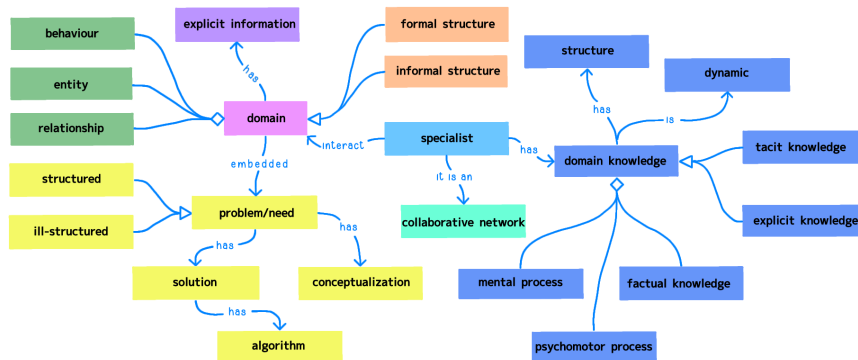 behaviour
explicit information
formal structure
structure
dynamic
entity
has
informal structure
has
is
relationship
domain
specialist
interact
has
domain knowledge
tacit knowledge
embedded
it is an
structured
problem/need
collaborative network
explicit knowledge
ill-structured
has
has
solution
conceptualization
mental process
factual knowledge
has
algorithm
psychomotor process